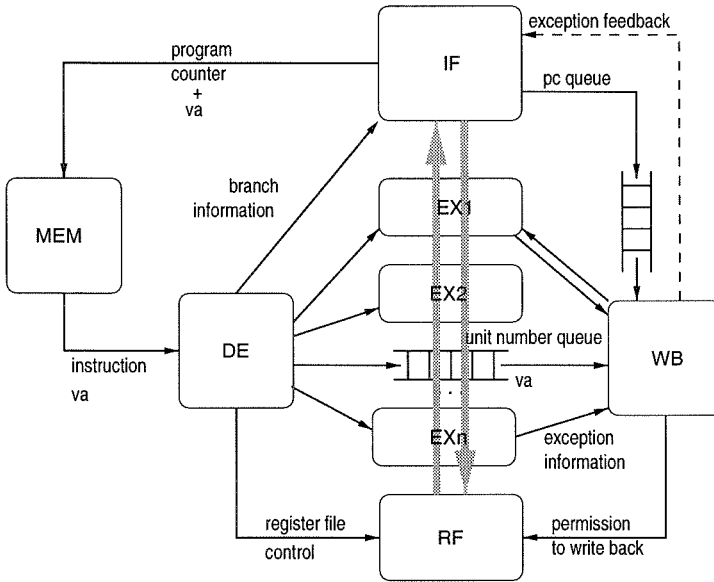 exception feedback
program
counter
+
va
IF
pc queue
branch
information
MEM
EX1
EX2
DE
unit number queue
WB
instruction
va
va
EXn
exception
information
register file
control
RF
permission
to write back